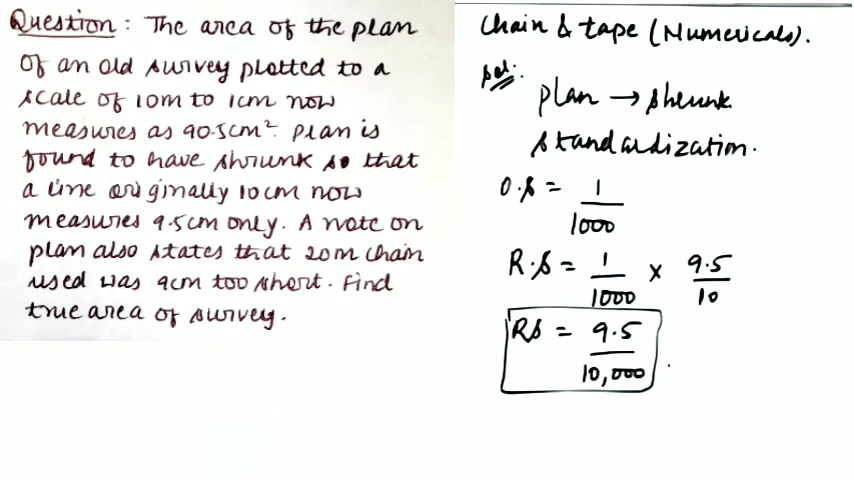 Question: The area of the plan
of an old survey plotted to a
scale of 10m to 1cm now
measures as 90.5cm². Plan is
found to have shrunk so that
a line originally 10cm now
measures 9.5cm only. A note on
plan also states that 20m chain
used was 9cm too short. Find
true area of survey.
Chain & tape (Numericals).
Sol:
plan → shrunk
standardization.
O.S = 1/1000
R.S = 1/1000 × 9.5/10
RS = 9.5/10,000